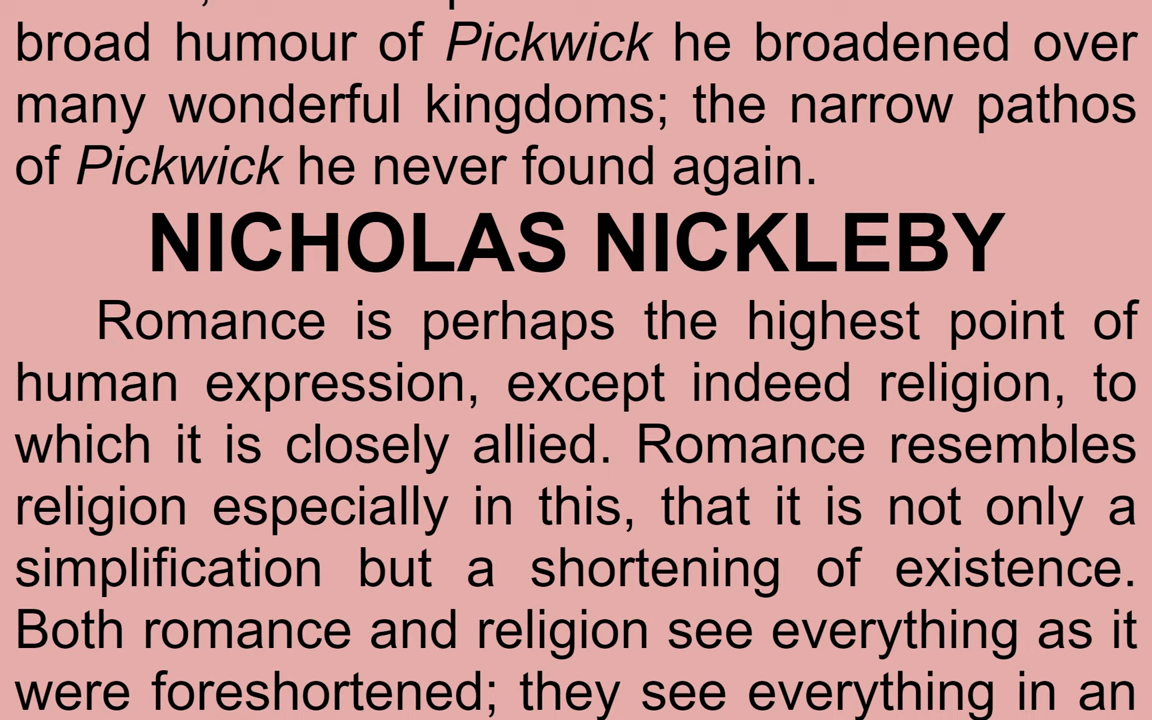 broad humour of Pickwick he broadened over
many wonderful kingdoms; the narrow pathos
of Pickwick he never found again.
NICHOLAS NICKLEBY
Romance is perhaps the highest point of
human expression, except indeed religion, to
which it is closely allied. Romance resembles
religion especially in this, that it is not only a
simplification but a shortening of existence.
Both romance and religion see everything as it
were foreshortened; they see everything in an